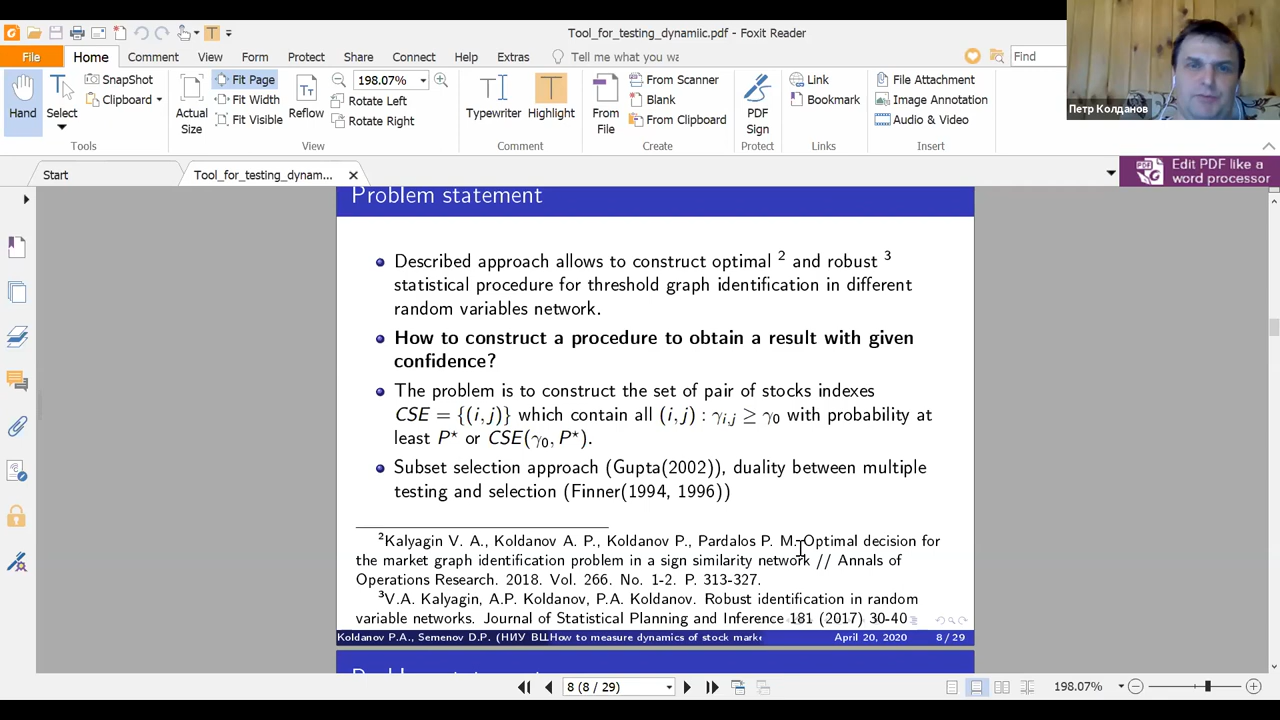 Tool_for_testing_dynamiic.pdf - Foxit Reader
File Home Comment View Form Protect Share Connect Help Extras Tell me what you wa Find
Hand
Select
SnapShot
Clipboard
Tools
Actual Size
Fit Page
Fit Width
Fit Visible
Reflow
198.07%
Rotate Left
Rotate Right
View
Typewriter
Highlight
Comment
From File
From Scanner
Blank
From Clipboard
Create
PDF Sign
Protect
Link
Bookmark
Links
File Attachment
Image Annotation
Audio & Video
Insert
Петр Колданов
Start
Tool_for_testing_dynam...
Edit PDF like a
word processor
Problem statement
Described approach allows to construct optimal ² and robust ³
statistical procedure for threshold graph identification in different
random variables network.
How to construct a procedure to obtain a result with given
confidence?
The problem is to construct the set of pair of stocks indexes
CSE = {(i, j)} which contain all (i, j) : γi,j ≥ γ0 with probability at
least P⋆ or CSE(γ0, P⋆).
Subset selection approach (Gupta(2002)), duality between multiple
testing and selection (Finner(1994, 1996))
²Kalyagin V. A., Koldanov A. P., Koldanov P., Pardalos P. M. Optimal decision for
the market graph identification problem in a sign similarity network // Annals of
Operations Research. 2018. Vol. 266. No. 1-2. P. 313-327.
³V.A. Kalyagin, A.P. Koldanov, P.A. Koldanov. Robust identification in random
variable networks. Journal of Statistical Planning and Inference 181 (2017) 30-40
Koldanov P.A., Semenov D.P. (НИУ ВШ How to measure dynamics of stock marke April 20, 2020 8 / 29
8 (8 / 29)
198.07%